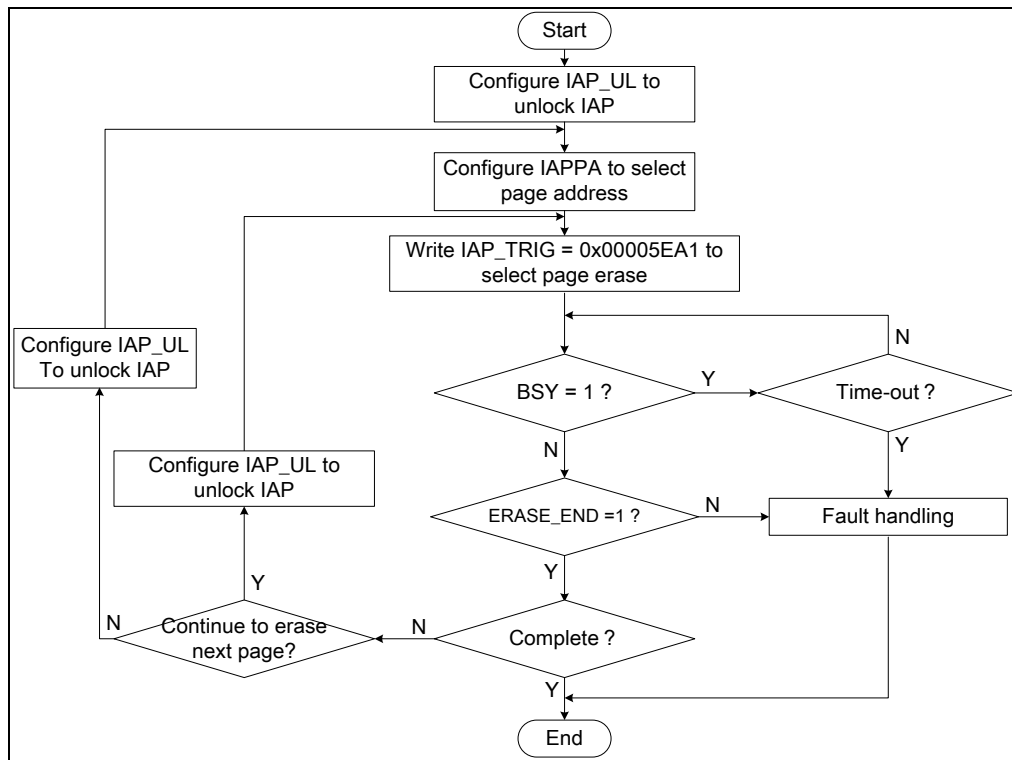 Start
Configure IAP_UL to
unlock IAP
Configure IAPPA to select
page address
Write IAP_TRIG = 0x00005EA1 to
select page erase
N
Configure IAP_UL
To unlock IAP
BSY = 1 ?
Y
Time-out ?
N
Y
Configure IAP_UL to
unlock IAP
ERASE_END =1 ?
N
Fault handling
Y
Y
N
Continue to erase
next page?
N
Complete ?
Y
End